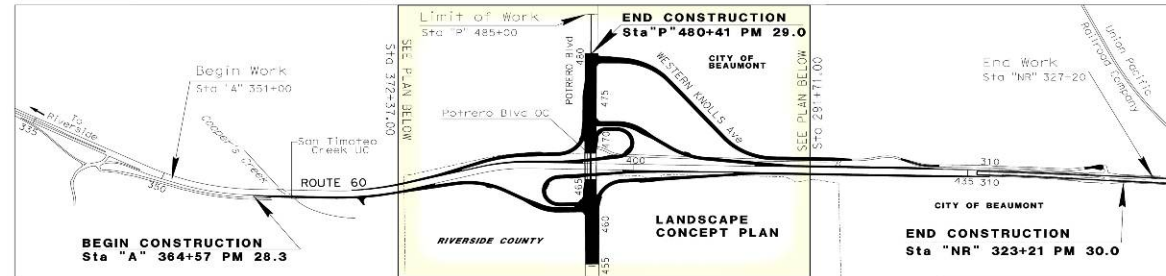 Limit of Work
Sta "P" 485+00
END CONSTRUCTION
Sta"P"480+41 PM 29.0
CITY OF
BEAUMONT
Union Pacific
Railroad Company
Begin Work
Sta "A" 351+00
Sta 372+37.00
SEE PLAN BELOW
POTRERO Blvd
480
475
WESTERN KNOLLS Ave
SEE PLAN BELOW
Sta 291+71.00
End Work
Sta "NR" 327-20
To
Riverside
335
Cooper's Creek
San Timoteo
Creek UC
Potrero Blvd OC
470
400
310
350
ROUTE 60
465
435
310
460
455
LANDSCAPE
CONCEPT PLAN
RIVERSIDE COUNTY
CITY OF BEAUMONT
BEGIN CONSTRUCTION
Sta "A" 364+57 PM 28.3
END CONSTRUCTION
Sta "NR" 323+21 PM 30.0